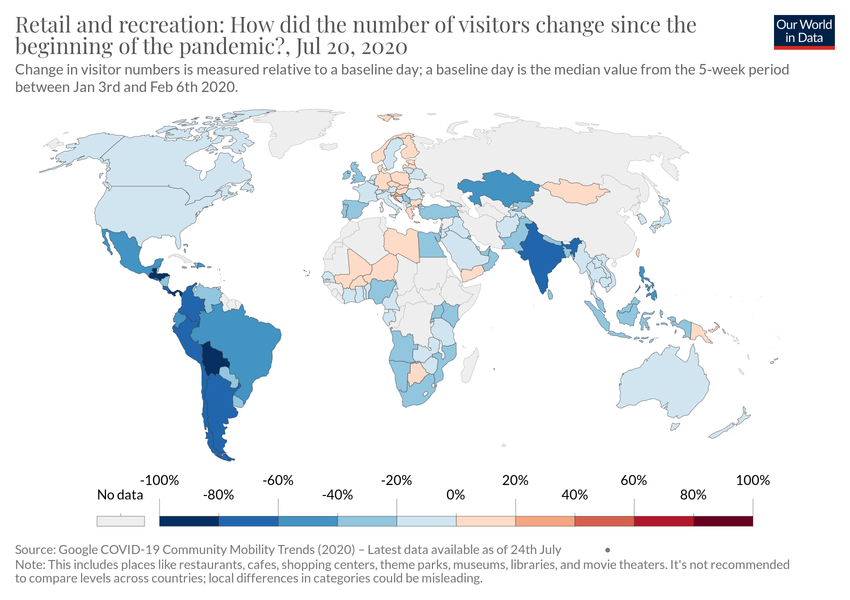 Retail and recreation: How did the number of visitors change since the
beginning of the pandemic?, Jul 20, 2020
Our World
in Data
Change in visitor numbers is measured relative to a baseline day; a baseline day is the median value from the 5-week period
between Jan 3rd and Feb 6th 2020.
-100% -60% -20% 20% 60% 100%
No data -80% -40% 0% 40% 80%
Source: Google COVID-19 Community Mobility Trends (2020) – Latest data available as of 24th July
Note: This includes places like restaurants, cafes, shopping centers, theme parks, museums, libraries, and movie theaters. It's not recommended
to compare levels across countries; local differences in categories could be misleading.